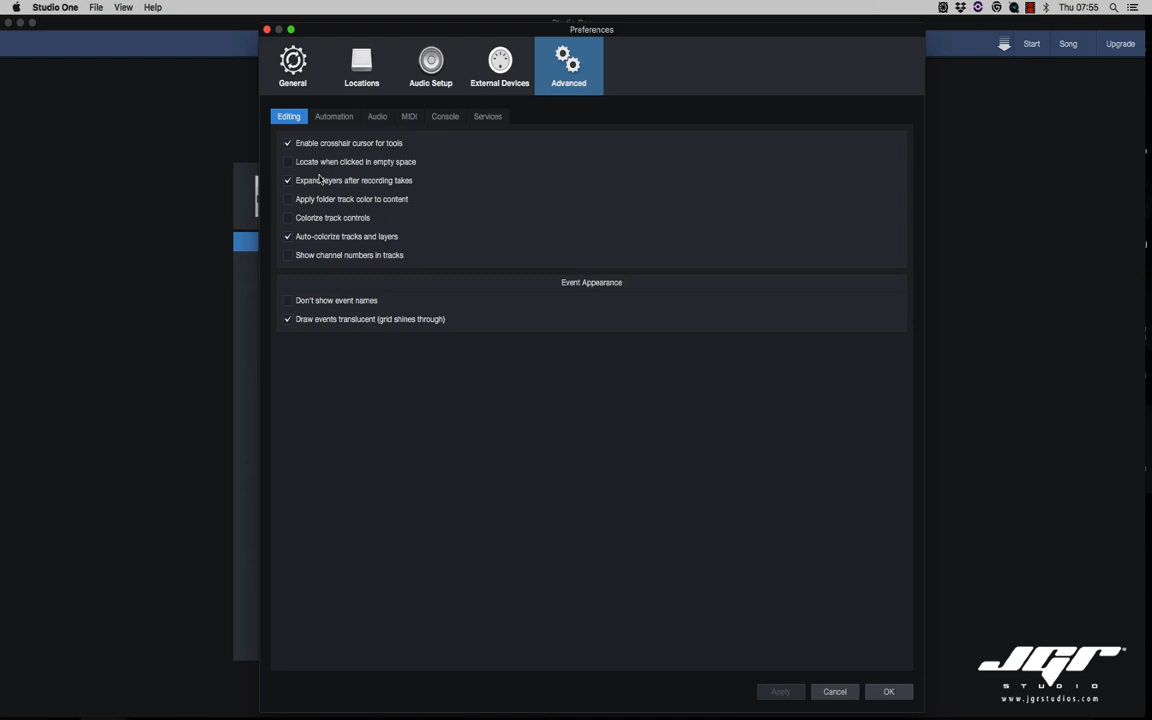 Studio One File View Help
Thu 07:55
Preferences
Start Song Upgrade
General Locations Audio Setup External Devices Advanced
Editing Automation Audio MIDI Console Services
Enable crosshair cursor for tools
Locate when clicked in empty space
Expand layers after recording takes
Apply folder track color to content
Colorize track controls
Auto-colorize tracks and layers
Show channel numbers in tracks
Event Appearance
Don't show event names
Draw events translucent (grid shines through)
JGR
STUDIO
www.jgrstudios.com
Apply Cancel OK